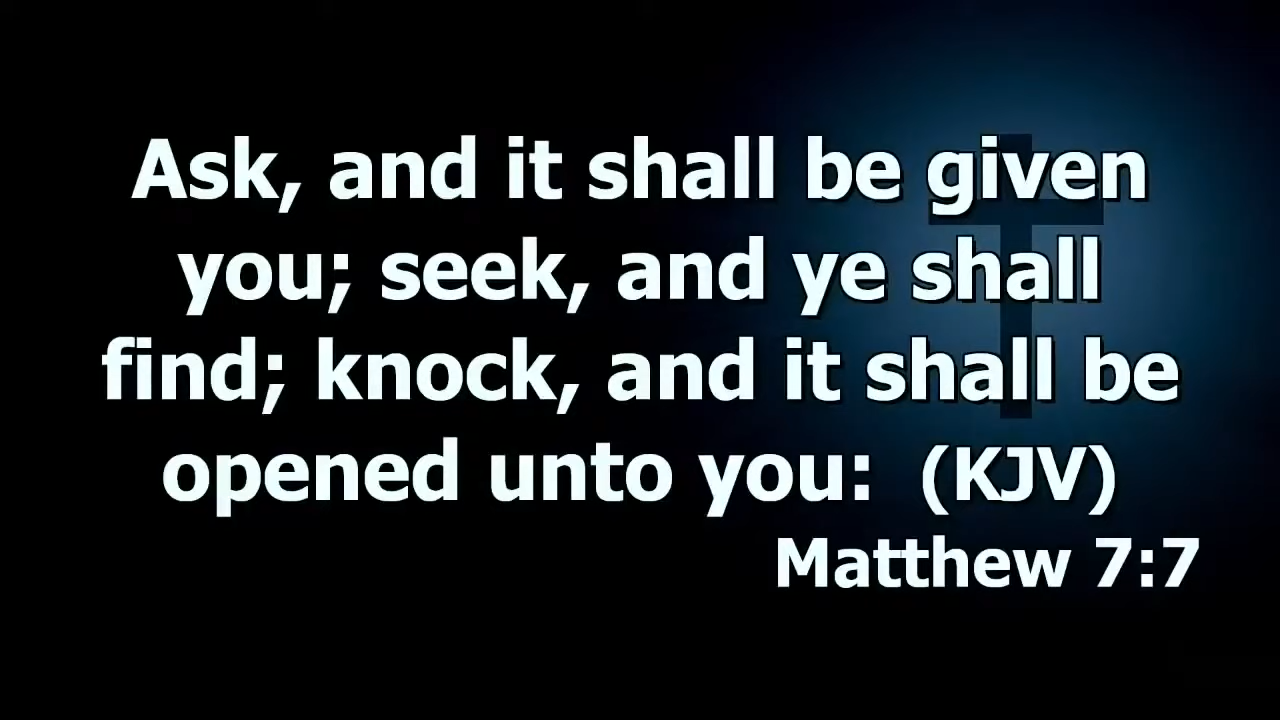 Ask, and it shall be given
you; seek, and ye shall
find; knock, and it shall be
opened unto you:  (KJV)
Matthew 7:7